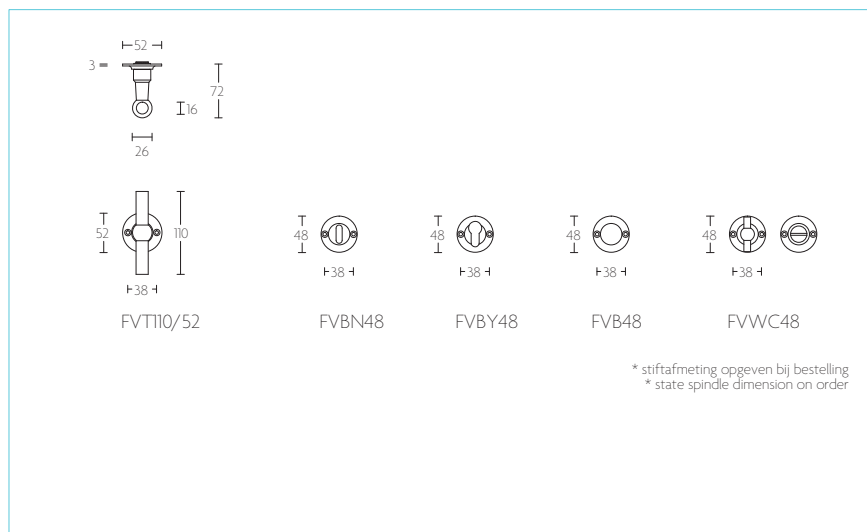 52
3
72
16
26
52
110
38
48
38
48
38
48
38
48
38
FVT110/52
FVBN48
FVBY48
FVB48
FVWC48
* stiftafmeting opgeven bij bestelling
* state spindle dimension on order